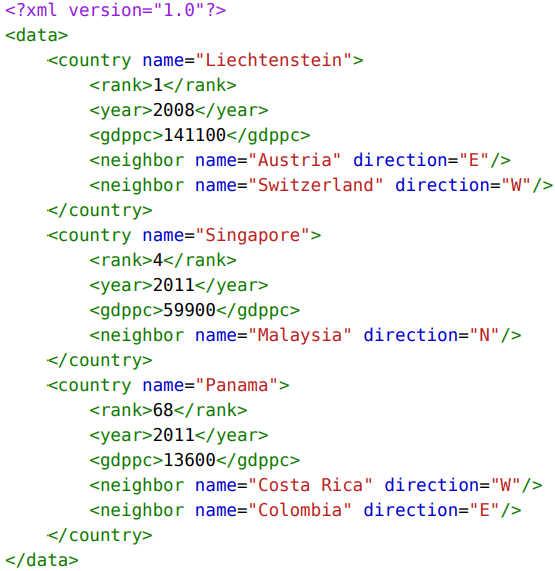 <?xml version="1.0"?>
<data>
    <country name="Liechtenstein">
        <rank>1</rank>
        <year>2008</year>
        <gdppc>141100</gdppc>
        <neighbor name="Austria" direction="E"/>
        <neighbor name="Switzerland" direction="W"/>
    </country>
    <country name="Singapore">
        <rank>4</rank>
        <year>2011</year>
        <gdppc>59900</gdppc>
        <neighbor name="Malaysia" direction="N"/>
    </country>
    <country name="Panama">
        <rank>68</rank>
        <year>2011</year>
        <gdppc>13600</gdppc>
        <neighbor name="Costa Rica" direction="W"/>
        <neighbor name="Colombia" direction="E"/>
    </country>
</data>